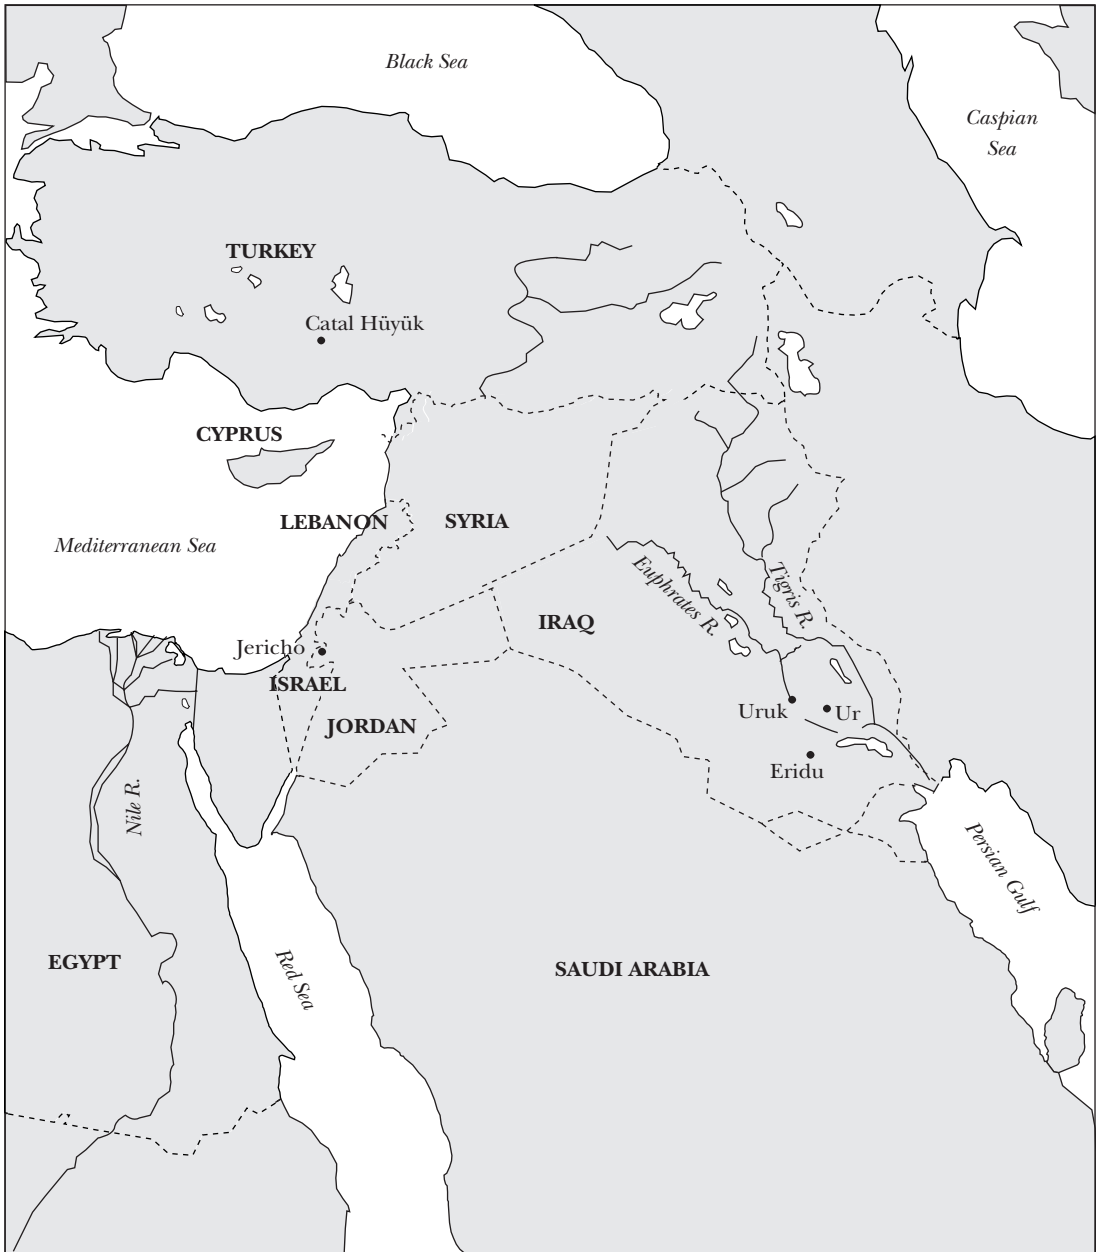 Black Sea
Caspian
Sea
TURKEY
Catal Hüyük
CYPRUS
LEBANON
SYRIA
Mediterranean Sea
Euphrates R.
Tigris R.
IRAQ
Jericho
ISRAEL
Uruk
Ur
JORDAN
Eridu
Nile R.
Persian Gulf
EGYPT
Red Sea
SAUDI ARABIA